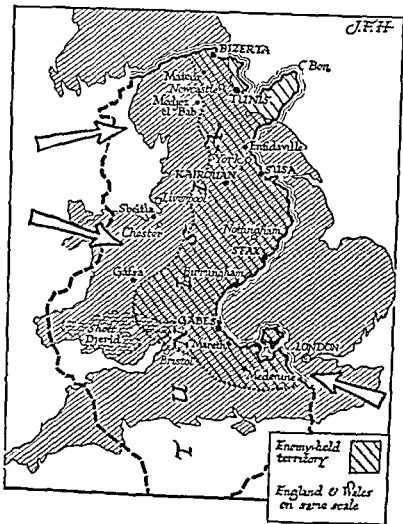 J.F.H
BIZERTA
C Bon
Mateur
Newcastle
TUNIS
Medjez
el Bab
Enfidaville
York
SUSA
KAIROUAN
Liverpool
Sbeitla
Chester
Nottingham
SFAX
Gafsa
Birmingham
GABES
Shott
Djerid
Mareth
LONDON
Bristol
Medenine
U
T
Enemy-held
territory
England & Wales
on same scale